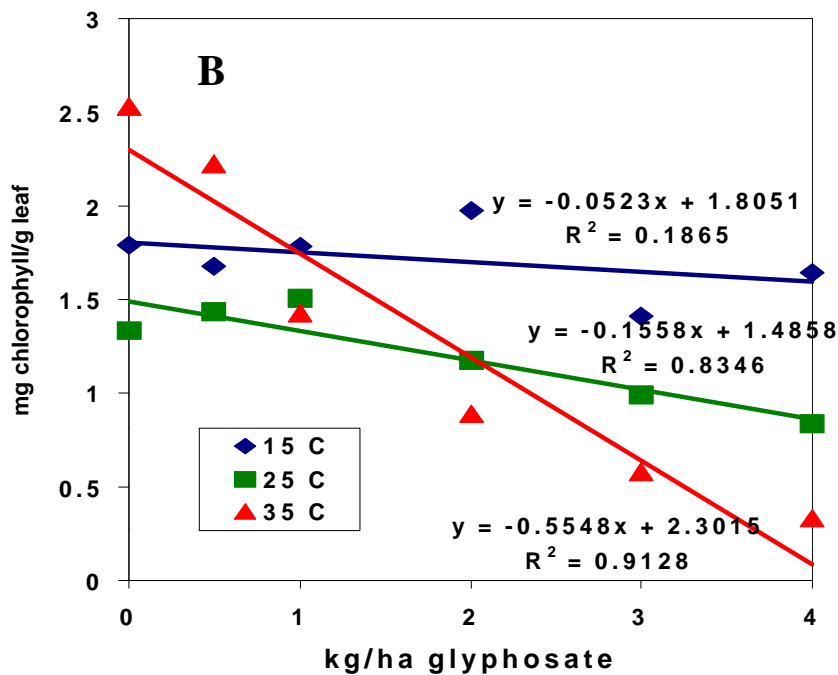 3
B
2.5
2
y = -0.0523x + 1.8051
R² = 0.1865
1.5
y = -0.1558x + 1.4858
R² = 0.8346
1
mg chlorophyll/g leaf
15 C
25 C
35 C
0.5
y = -0.5548x + 2.3015
R² = 0.9128
0
0 1 2 3 4
kg/ha glyphosate